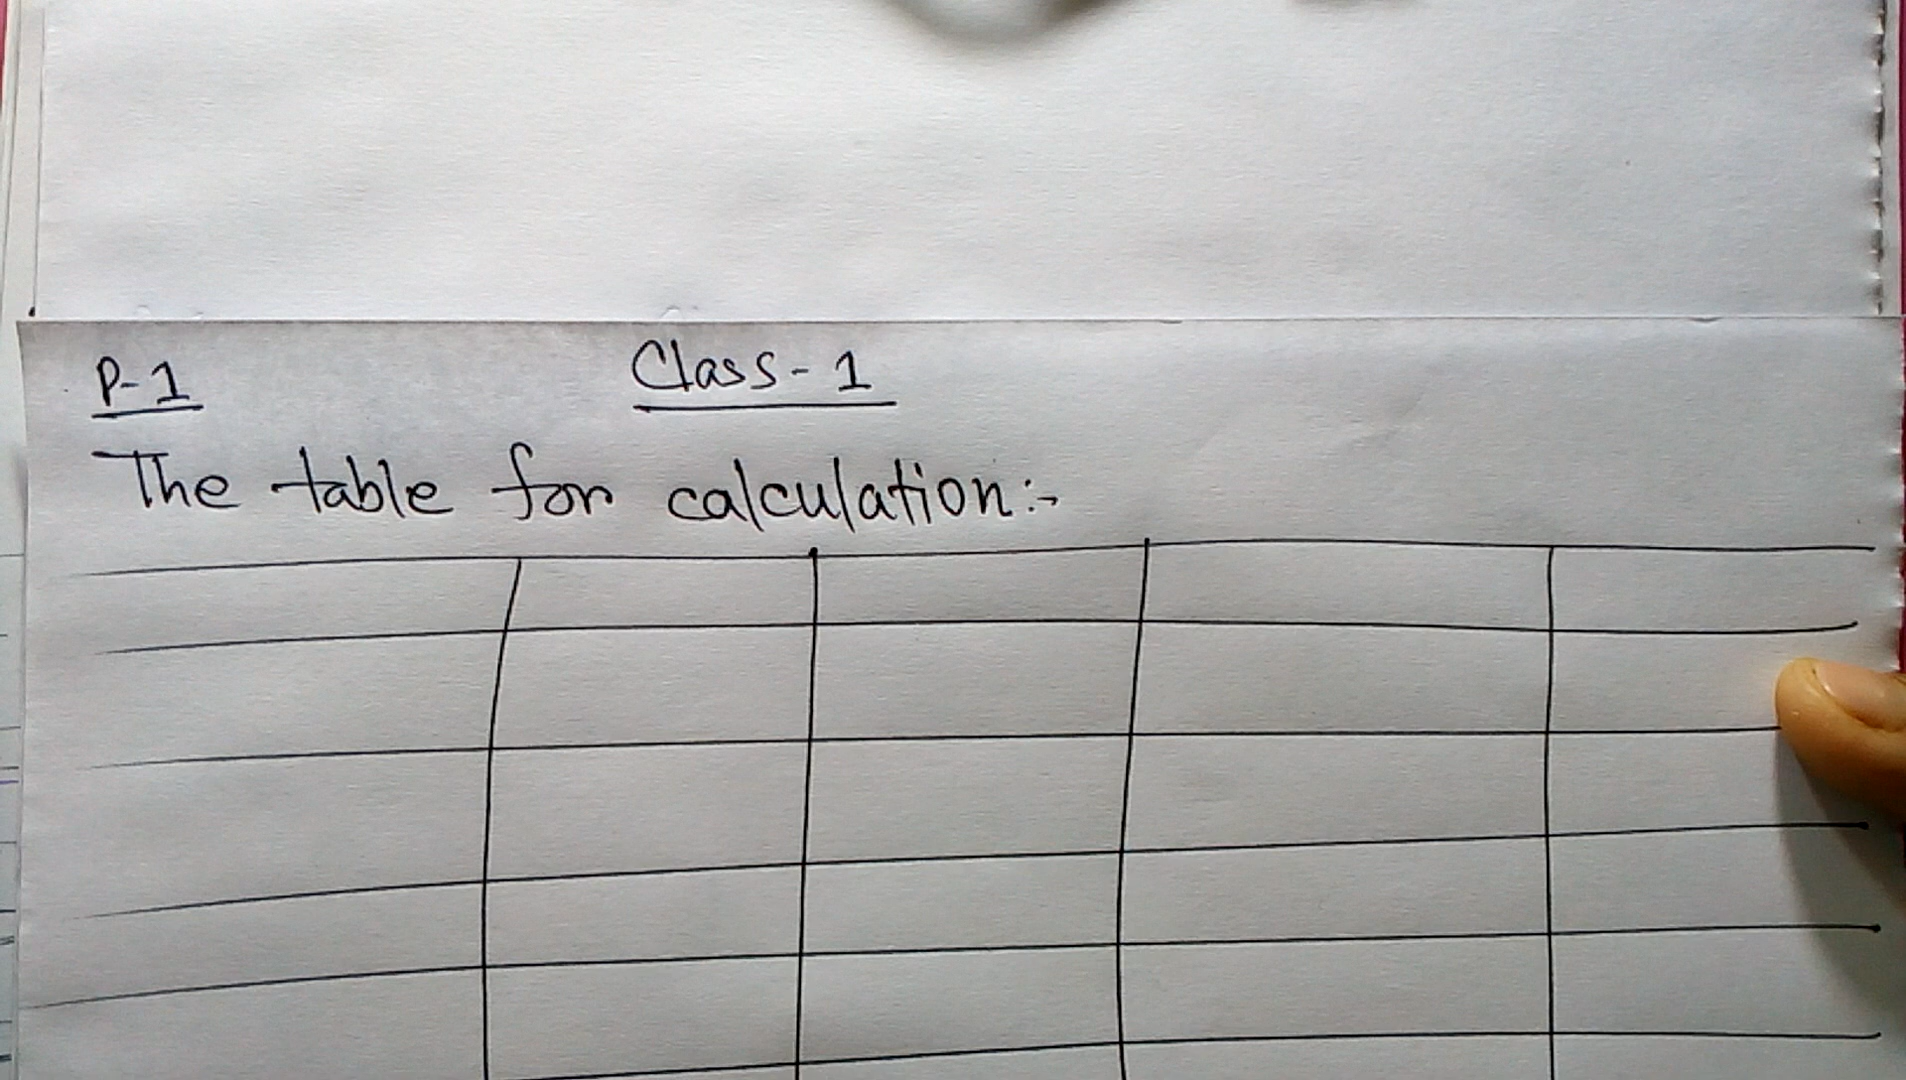 P-1 Class-1
The table for calculation:-